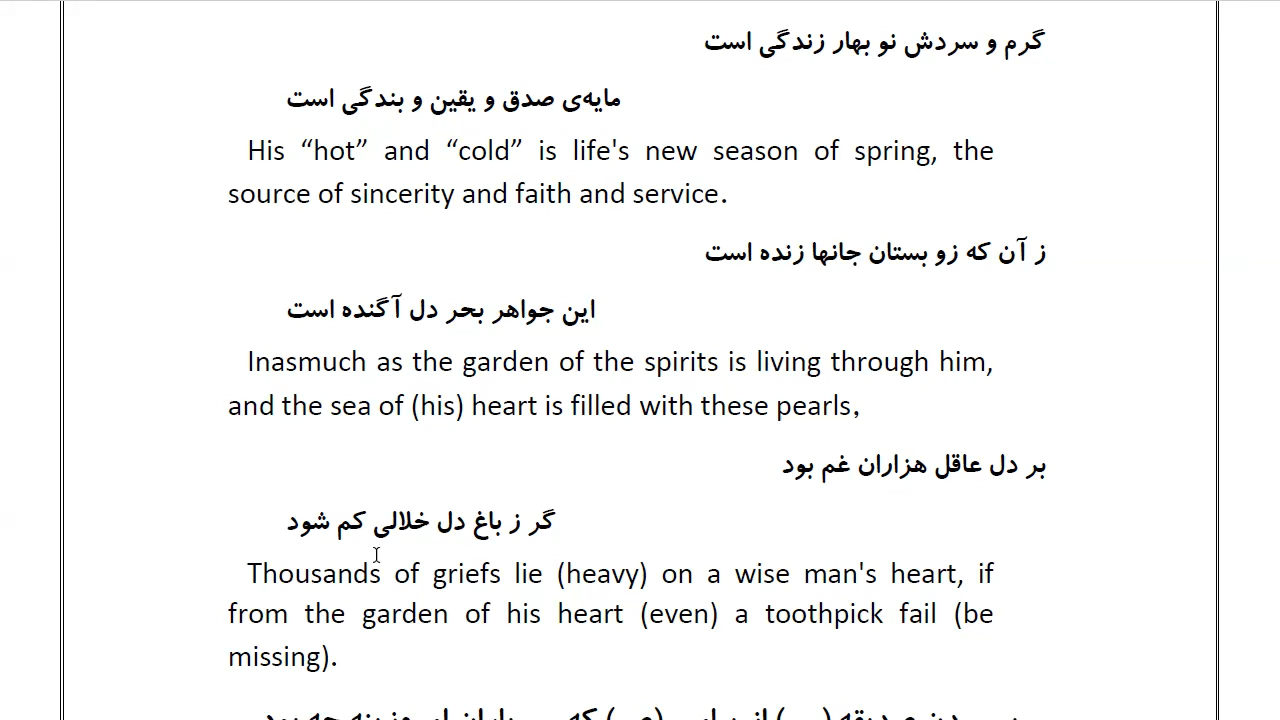 گرم و سردش نو بهار زندگی است
مایه‌ی صدق و یقین و بندگی است
His “hot” and “cold” is life's new season of spring, the
source of sincerity and faith and service.
ز آن که زو بستان جانها زنده است
این جواهر بحر دل آگنده است
Inasmuch as the garden of the spirits is living through him,
and the sea of (his) heart is filled with these pearls,
بر دل عاقل هزاران غم بود
گر ز باغ دل خلالی کم شود
Thousands of griefs lie (heavy) on a wise man's heart, if
from the garden of his heart (even) a toothpick fail (be
missing).